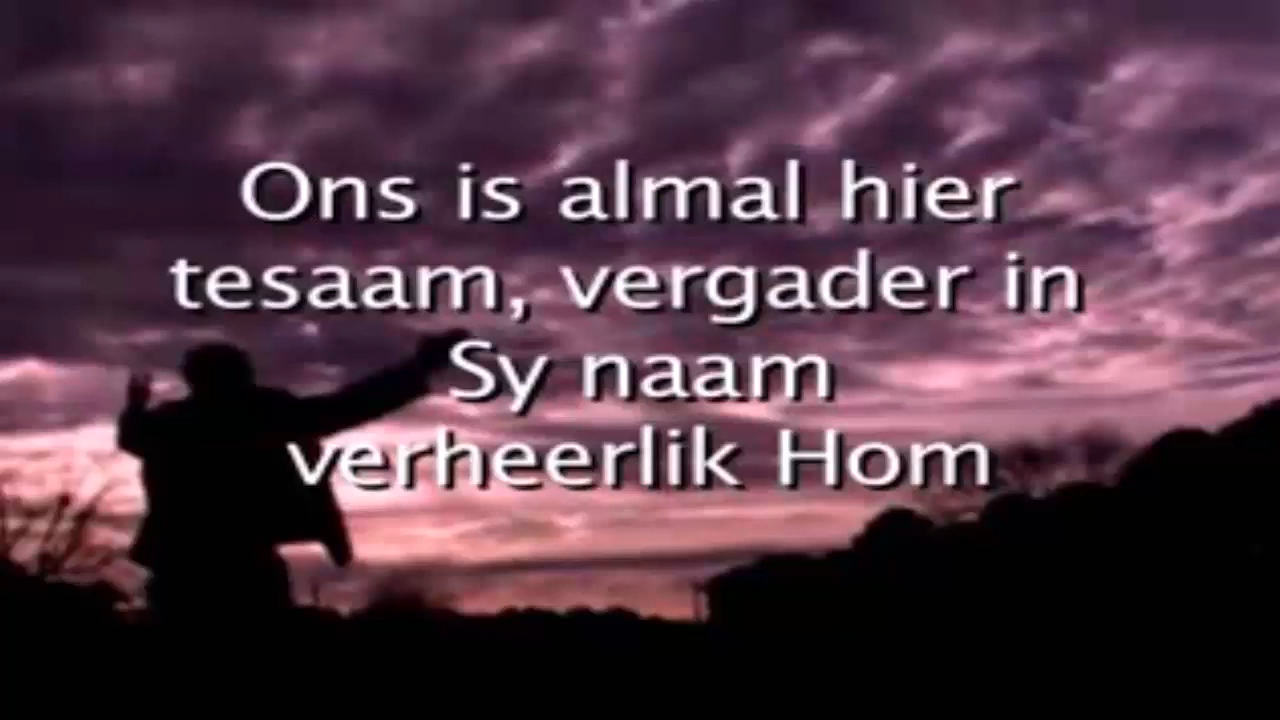 Ons is almal hier
tesaam, vergader in
Sy naam
verheerlik Hom